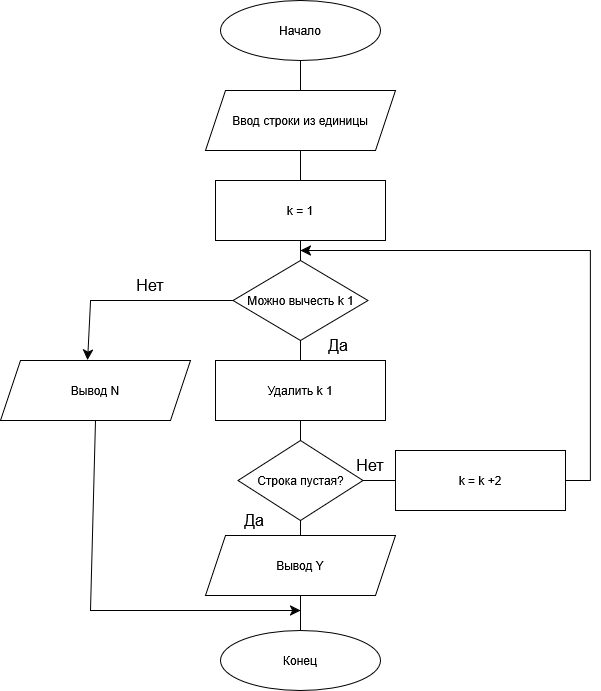 Начало
Ввод строки из единицы
k = 1
Нет
Можно вычесть k 1
Да
Вывод N
Удалить k 1
Строка пустая?
Нет
k = k +2
Да
Вывод Y
Конец